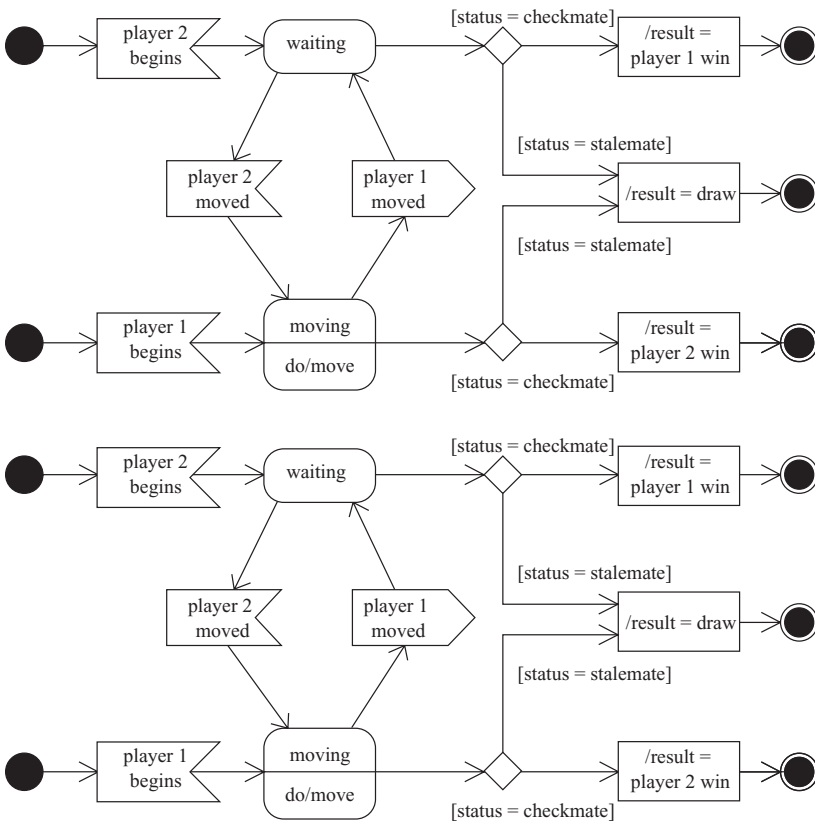 [status = checkmate]
player 2
begins
waiting
/result =
player 1 win
[status = stalemate]
player 2
moved
player 1
moved
/result = draw
[status = stalemate]
player 1
begins
moving
do/move
/result =
player 2 win
[status = checkmate]
[status = checkmate]
player 2
begins
waiting
/result =
player 1 win
[status = stalemate]
player 2
moved
player 1
moved
/result = draw
[status = stalemate]
player 1
begins
moving
do/move
/result =
player 2 win
[status = checkmate]